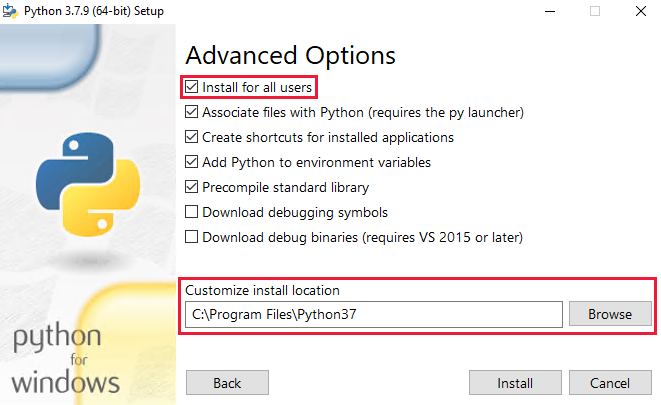 Python 3.7.9 (64-bit) Setup
Advanced Options
Install for all users
Associate files with Python (requires the py launcher)
Create shortcuts for installed applications
Add Python to environment variables
Precompile standard library
Download debugging symbols
Download debug binaries (requires VS 2015 or later)
Customize install location
C:\Program Files\Python37
Browse
python
for
windows
Back
Install
Cancel